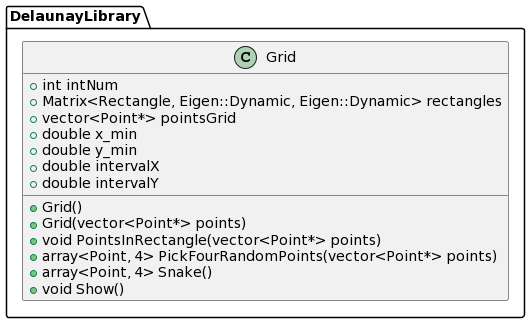 DelaunayLibrary
C Grid
int intNum
Matrix<Rectangle, Eigen::Dynamic, Eigen::Dynamic> rectangles
vector<Point*> pointsGrid
double x_min
double y_min
double intervalX
double intervalY
Grid()
Grid(vector<Point*> points)
void PointsInRectangle(vector<Point*> points)
array<Point, 4> PickFourRandomPoints(vector<Point*> points)
array<Point, 4> Snake()
void Show()